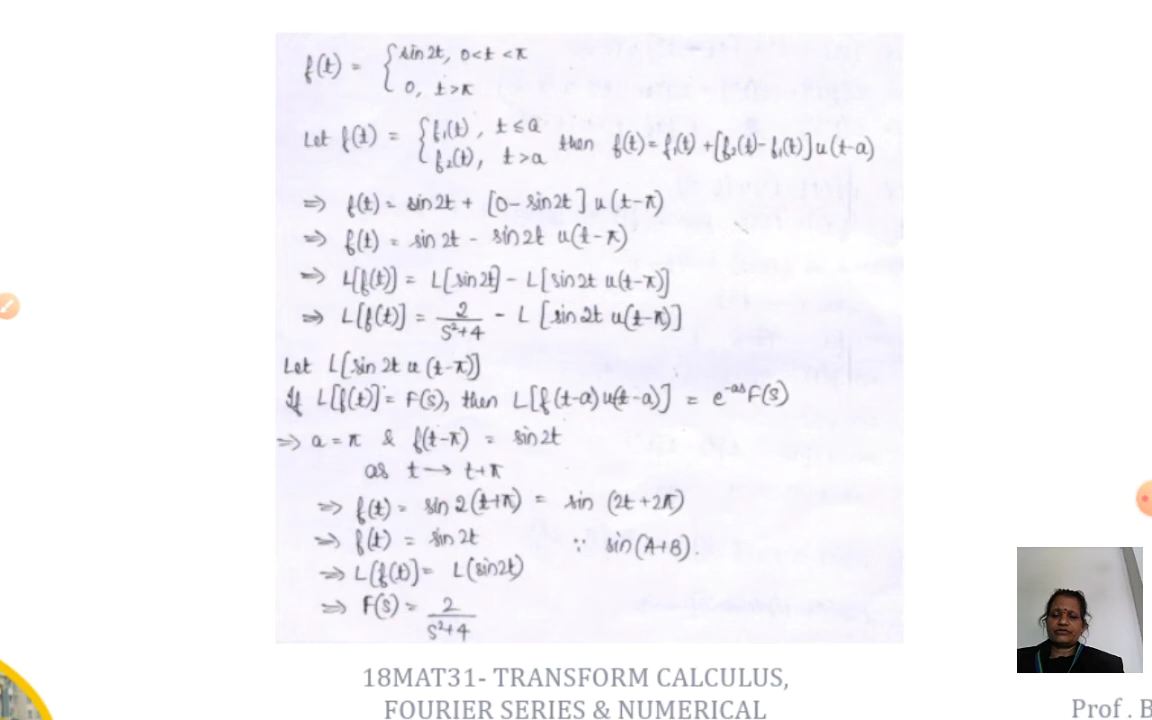 f(t) = { sin 2t, 0<t<π
0, t>π
Let f(t) = { f₁(t), t≤a
f₂(t), t>a then f(t) = f₁(t) + [f₂(t) - f₁(t)] u(t-a)
⇒ f(t) = sin 2t + [0 - sin 2t] u(t-π)
⇒ f(t) = sin 2t - sin 2t u(t-π)
⇒ L[f(t)] = L[sin 2t] - L[sin 2t u(t-π)]
⇒ L[f(t)] = 2/(S²+4) - L [sin 2t u(t-π)]
Let L[sin 2t u(t-π)]
If L[f(t)] = F(s), then L[f(t-a) u(t-a)] = e^{-as} F(s)
⇒ a = π & f(t-π) = sin 2t
as t → t+π
⇒ f(t) = sin 2(t+π) = sin (2t+2π)
⇒ f(t) = sin 2t ∵ sin(A+B).
⇒ L[f(t)] = L(sin 2t)
⇒ F(s) = 2/(S²+4)
18MAT31- TRANSFORM CALCULUS,
FOURIER SERIES & NUMERICAL
Prof. B